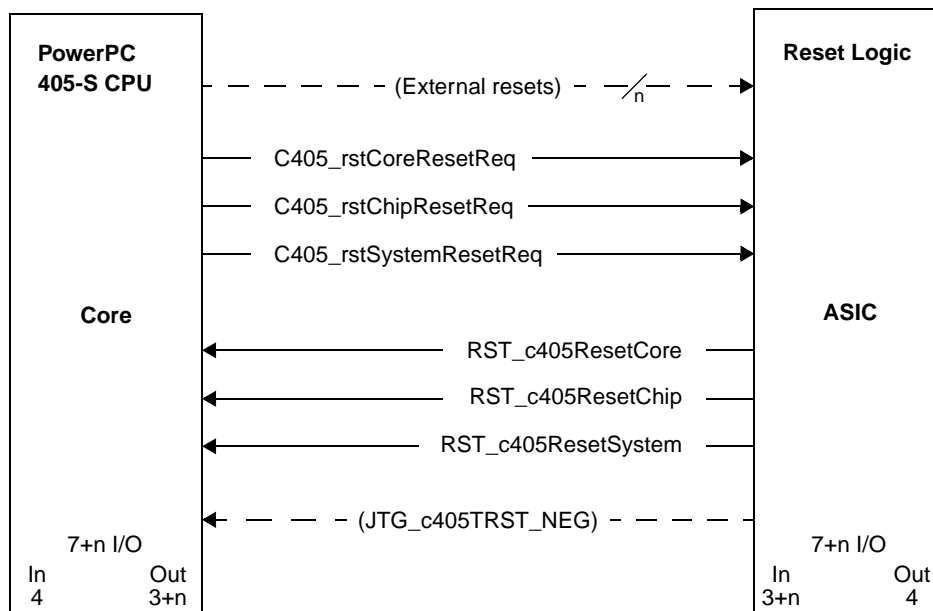 PowerPC
405-S CPU
Reset Logic
(External resets)
n
C405_rstCoreResetReq
C405_rstChipResetReq
C405_rstSystemResetReq
Core
ASIC
RST_c405ResetCore
RST_c405ResetChip
RST_c405ResetSystem
(JTG_c405TRST_NEG)
7+n I/O
In Out
4 3+n
7+n I/O
In Out
3+n 4